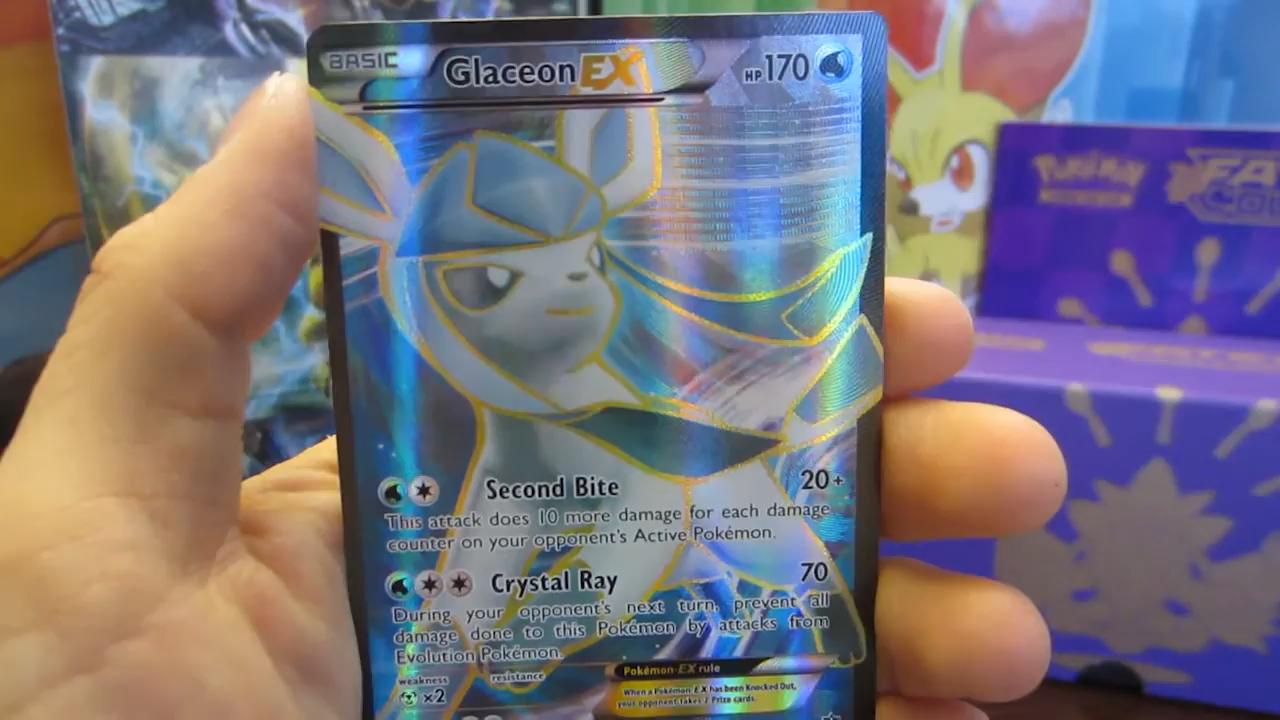 BASIC
Glaceon EX
HP 170
Second Bite 20+
This attack does 10 more damage for each damage
counter on your opponent's Active Pokémon.
Crystal Ray 70
During your opponent's next turn, prevent all
damage done to this Pokémon by attacks from
Evolution Pokémon.
weakness
resistance
×2
Pokémon-EX rule
When a Pokémon-EX has been Knocked Out,
your opponent takes 2 Prize cards.
Pokémon